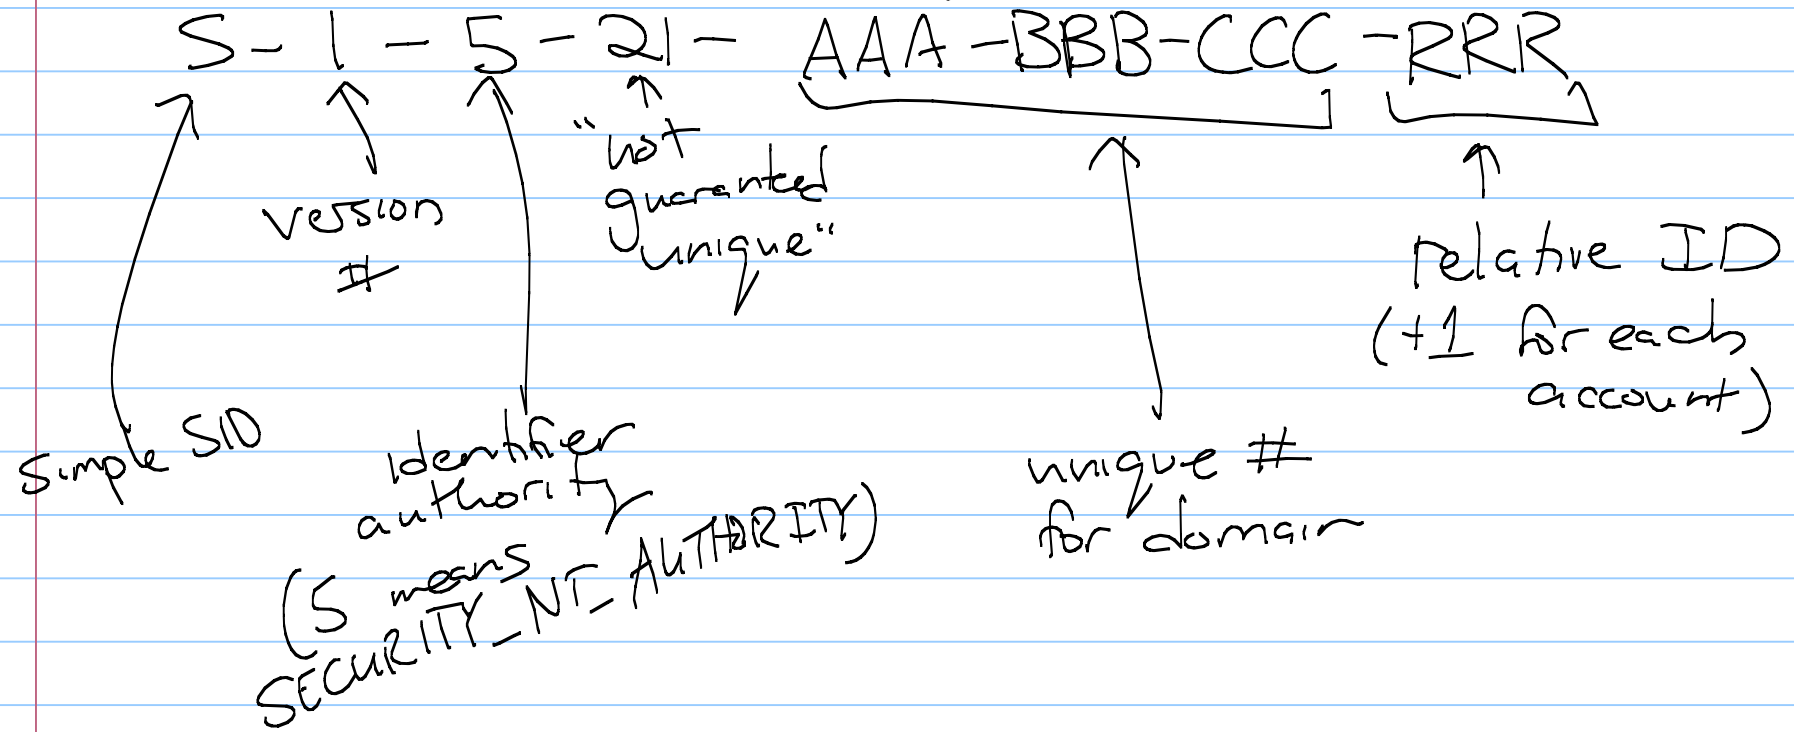 S-1-5-21-AAA-BBB-CCC-RRR
version
#
"not
guaranted
unique"
relative ID
(+1 for each
account)
simple SID
identifier
authority
(5 means
SECURITY_NT_AUTHORITY)
unique #
for domain